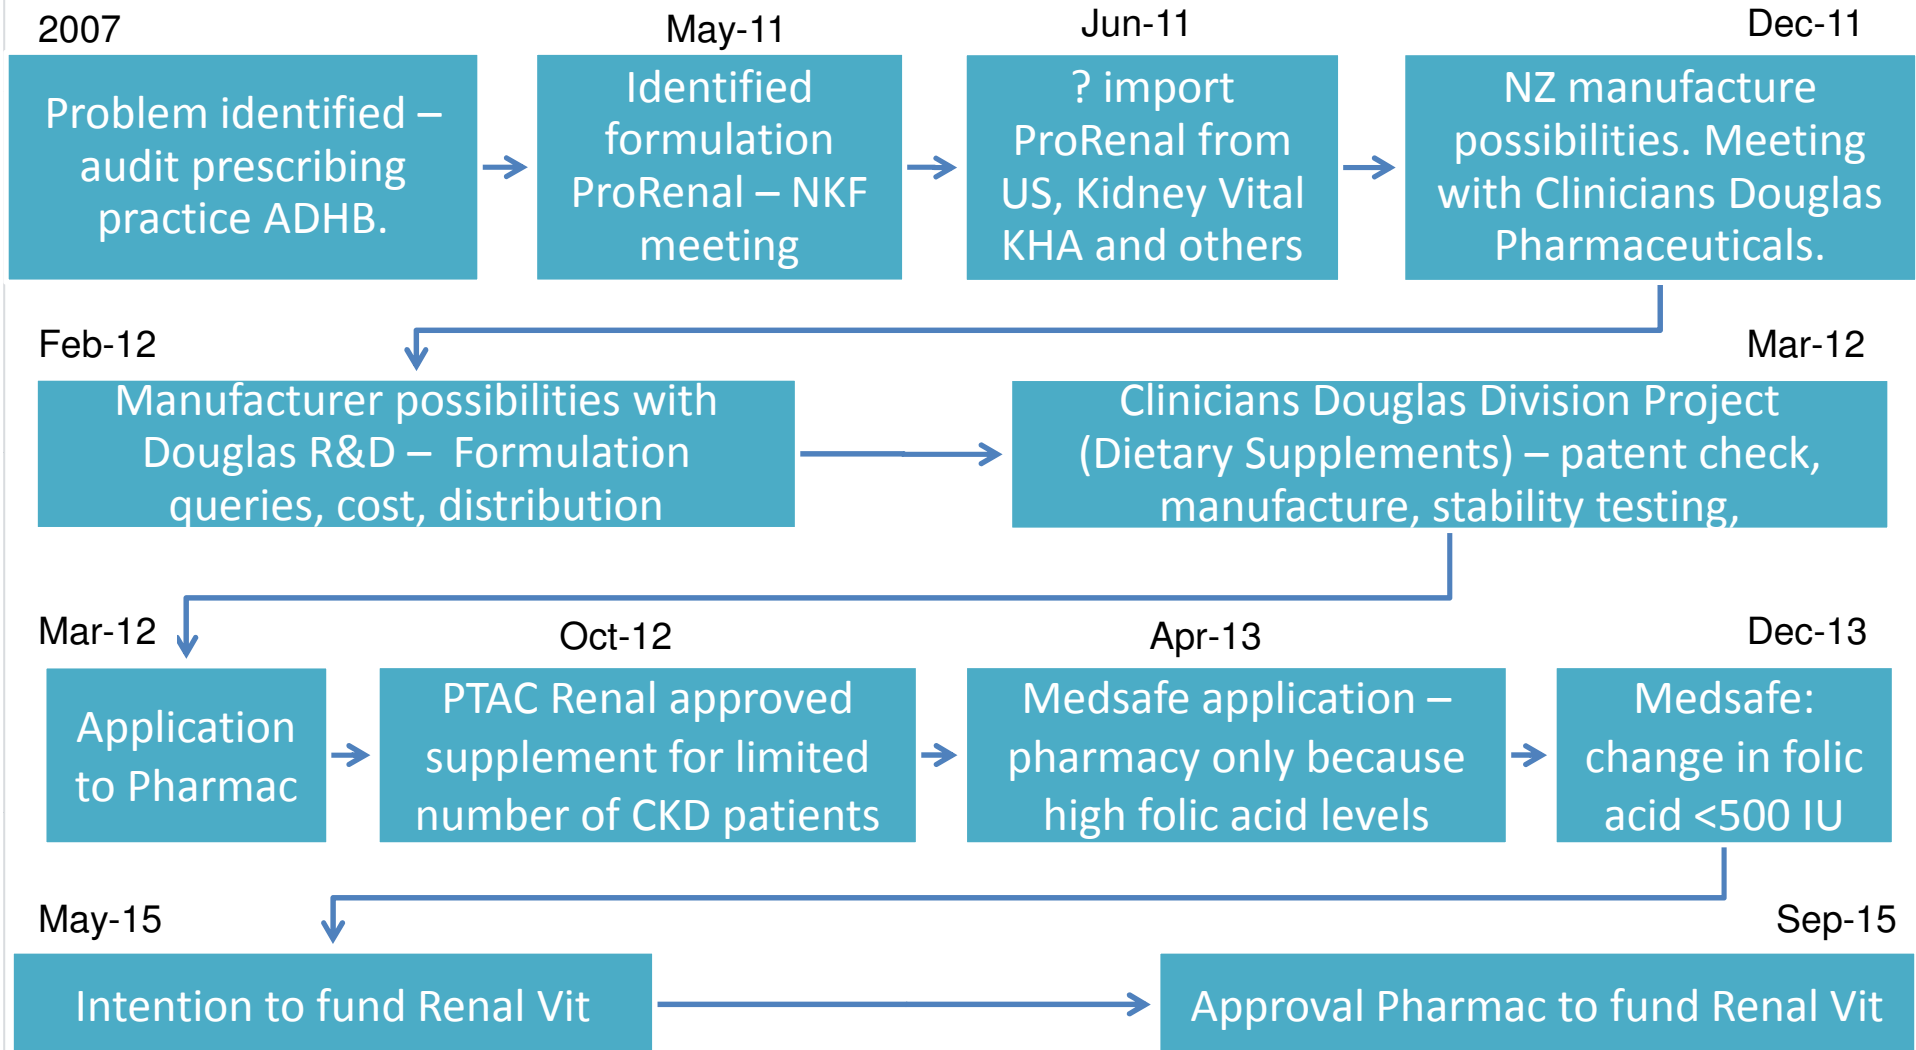 2007
Problem identified –
audit prescribing
practice ADHB.
May-11
Identified
formulation
ProRenal – NKF
meeting
Jun-11
? import
ProRenal from
US, Kidney Vital
KHA and others
Dec-11
NZ manufacture
possibilities. Meeting
with Clinicians Douglas
Pharmaceuticals.
Feb-12
Manufacturer possibilities with
Douglas R&D – Formulation
queries, cost, distribution
Mar-12
Clinicians Douglas Division Project
(Dietary Supplements) – patent check,
manufacture, stability testing,
Mar-12
Application
to Pharmac
Oct-12
PTAC Renal approved
supplement for limited
number of CKD patients
Apr-13
Medsafe application –
pharmacy only because
high folic acid levels
Dec-13
Medsafe:
change in folic
acid <500 IU
May-15
Intention to fund Renal Vit
Sep-15
Approval Pharmac to fund Renal Vit